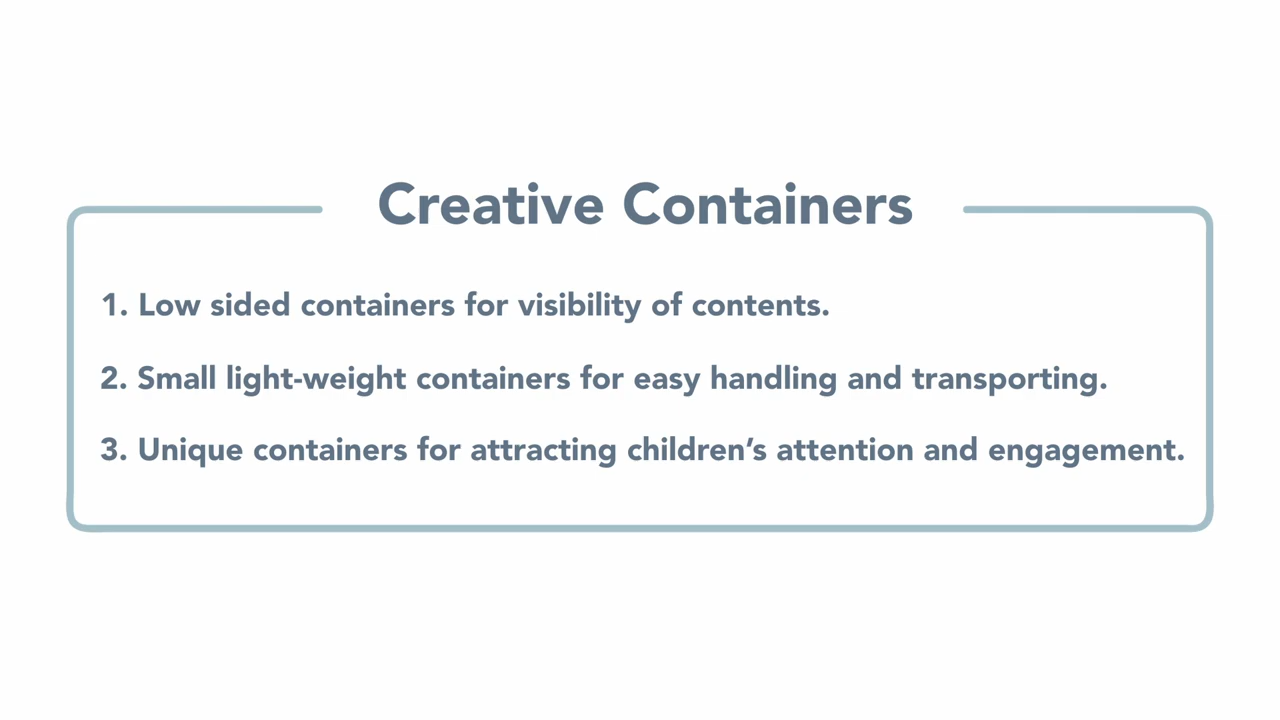 Creative Containers
1. Low sided containers for visibility of contents.
2. Small light-weight containers for easy handling and transporting.
3. Unique containers for attracting children’s attention and engagement.